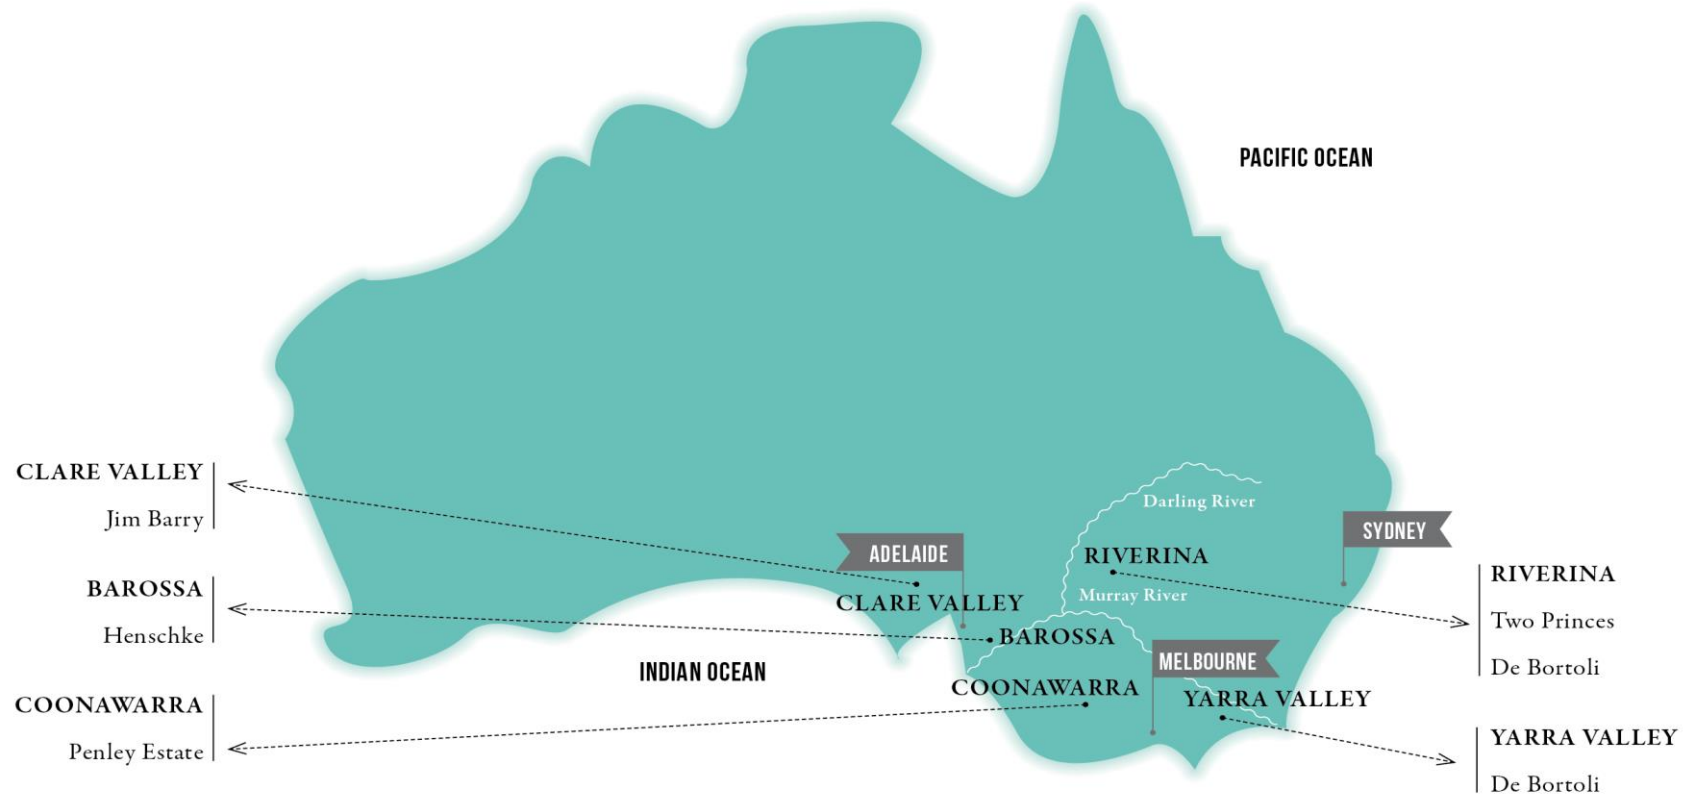 PACIFIC OCEAN
CLARE VALLEY
Jim Barry
BAROSSA
Henschke
COONAWARRA
Penley Estate
INDIAN OCEAN
Darling River
SYDNEY
ADELAIDE
RIVERINA
Murray River
CLARE VALLEY
BAROSSA
MELBOURNE
COONAWARRA
YARRA VALLEY
RIVERINA
Two Princes
De Bortoli
YARRA VALLEY
De Bortoli